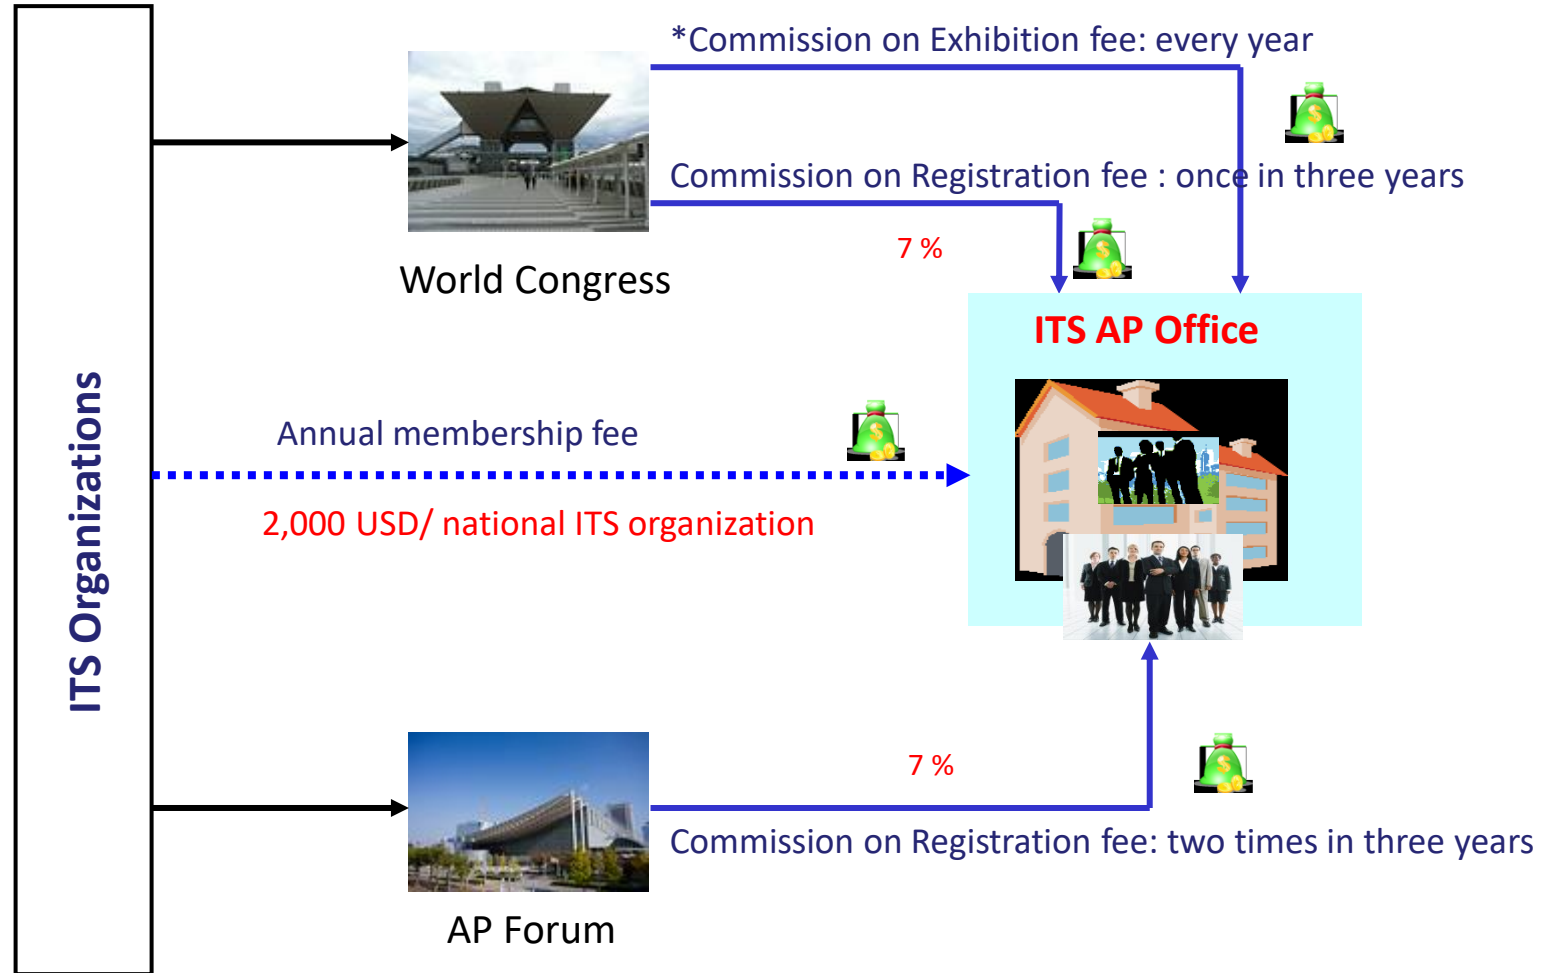 *Commission on Exhibition fee: every year
Commission on Registration fee : once in three years
7 %
World Congress
ITS AP Office
ITS Organizations
Annual membership fee
2,000 USD/ national ITS organization
7 %
Commission on Registration fee: two times in three years
AP Forum